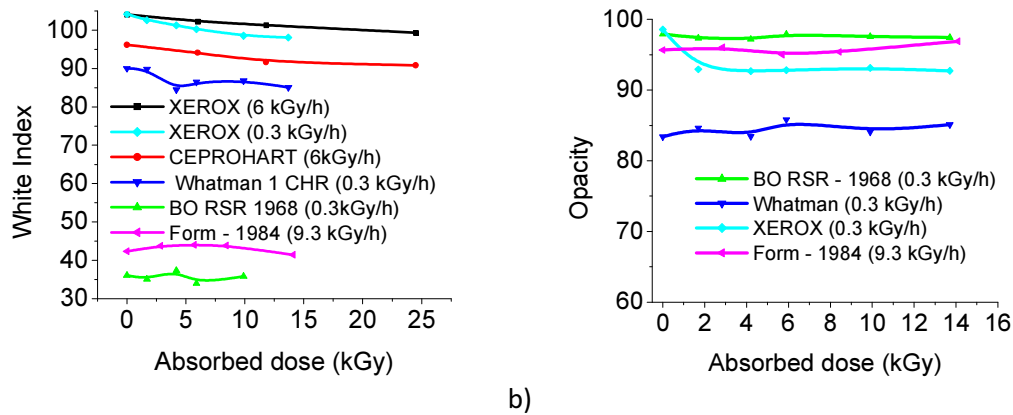 100
90
80
70
60
50
40
30
White Index
XEROX (6 kGy/h)
XEROX (0.3 kGy/h)
CEPROHART (6kGy/h)
Whatman 1 CHR (0.3 kGy/h)
BO RSR 1968 (0.3kGy/h)
Form - 1984 (9.3 kGy/h)
0 5 10 15 20 25
Absorbed dose (kGy)
100
90
80
70
60
Opacity
BO RSR - 1968 (0.3 kGy/h)
Whatman (0.3 kGy/h)
XEROX (0.3 kGy/h)
Form - 1984 (9.3 kGy/h)
0 2 4 6 8 10 12 14 16
Absorbed dose (kGy)
b)